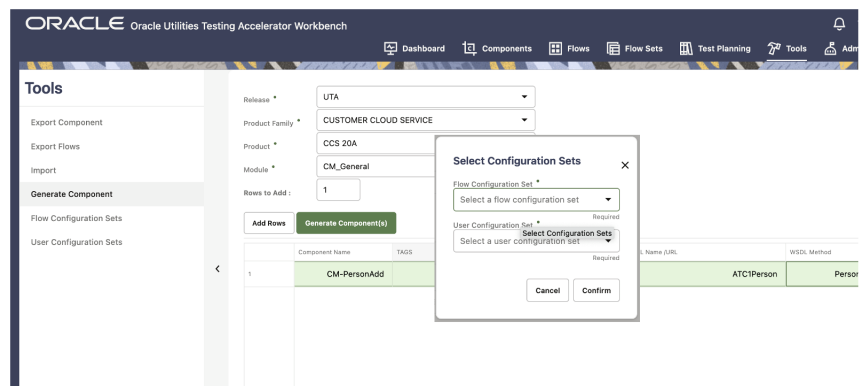 ORACLE Oracle Utilities Testing Accelerator Workbench
Dashboard Components Flows Flow Sets Test Planning Tools Adm
Tools
Export Component
Export Flows
Import
Generate Component
Flow Configuration Sets
User Configuration Sets
Release * UTA
Product Family * CUSTOMER CLOUD SERVICE
Product * CCS 20A
Module * CM_General
Rows to Add : 1
Add Rows Generate Component(s)
Component Name TAGS L Name /URL WSDL Method
1 CM-PersonAdd ATC1Person Person
Select Configuration Sets
Flow Configuration Set *
Select a flow configuration set
Required
User Configuration Set *
Select Configuration Sets
Select a user configuration set
Required
Cancel Confirm